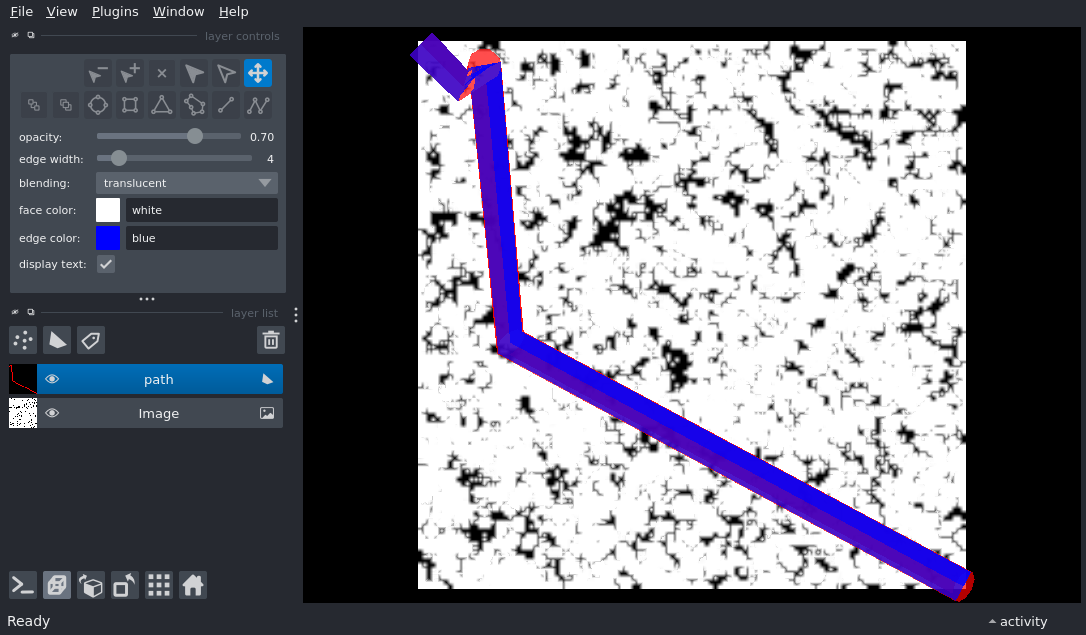 File View Plugins Window Help
layer controls
opacity: 0.70
edge width: 4
blending: translucent
face color: white
edge color: blue
display text:
layer list
path
Image
Ready
activity